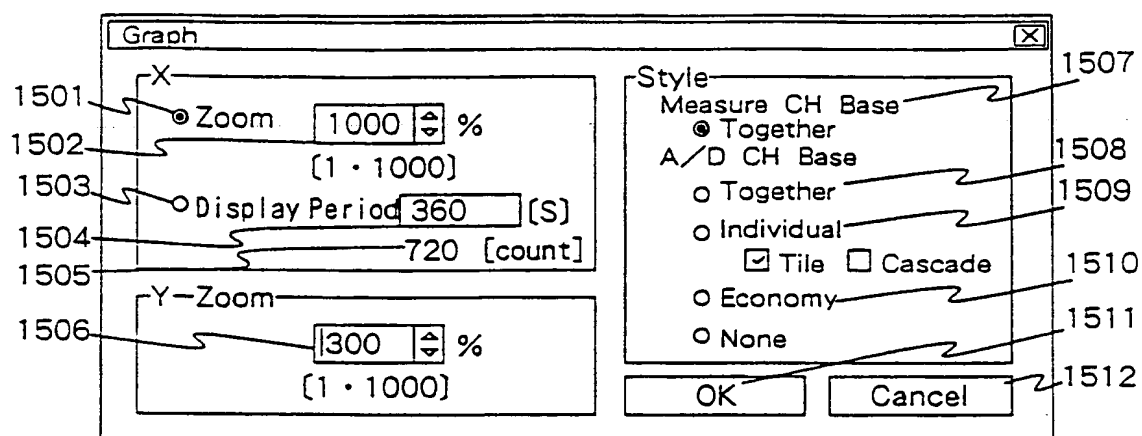 Graph
X
1501
Zoom 1000 %
1502
[1・1000]
1503
Display Period 360 [S]
1504
720 [count]
1505
Y-Zoom
1506
300 %
[1・1000]
Style
1507
Measure CH Base
Together
A/D CH Base
1508
Together
1509
Individual
Tile Cascade
1510
Economy
1511
None
OK Cancel
1512